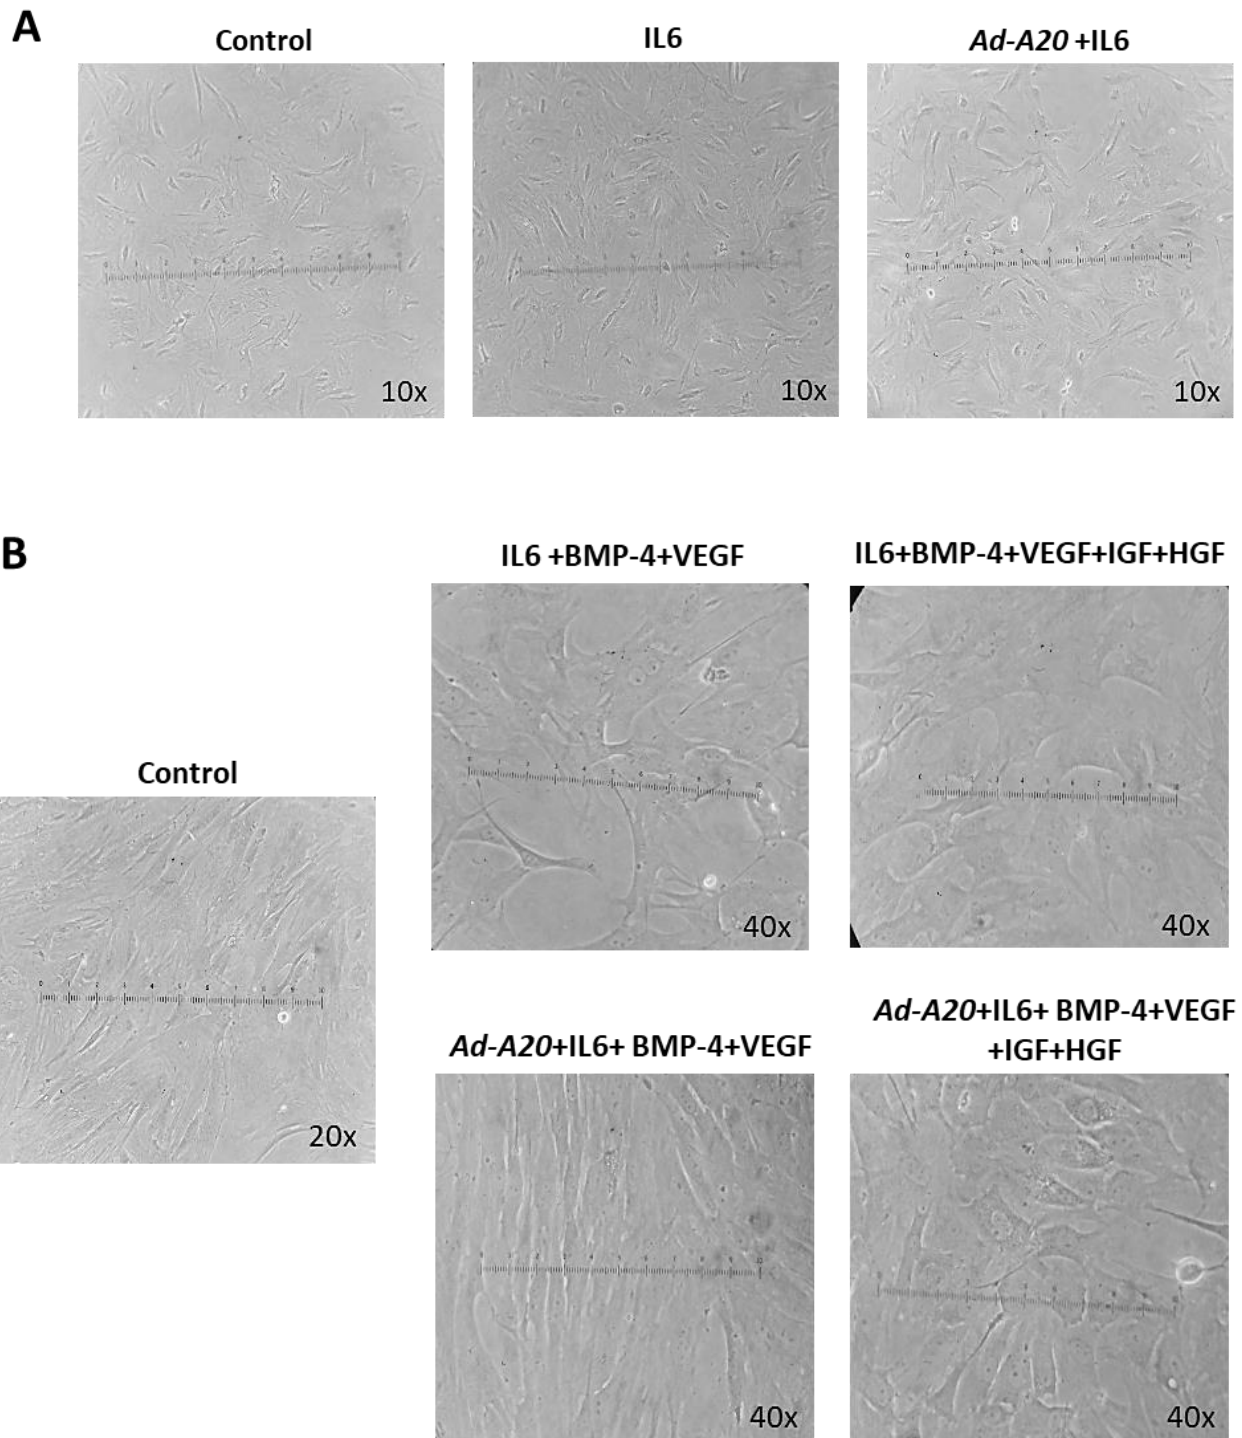 A
Control
IL6
Ad-A20 +IL6
10x
10x
10x
B
IL6 +BMP-4+VEGF
IL6+BMP-4+VEGF+IGF+HGF
40x
40x
Control
20x
Ad-A20+IL6+ BMP-4+VEGF
Ad-A20+IL6+ BMP-4+VEGF
+IGF+HGF
40x
40x